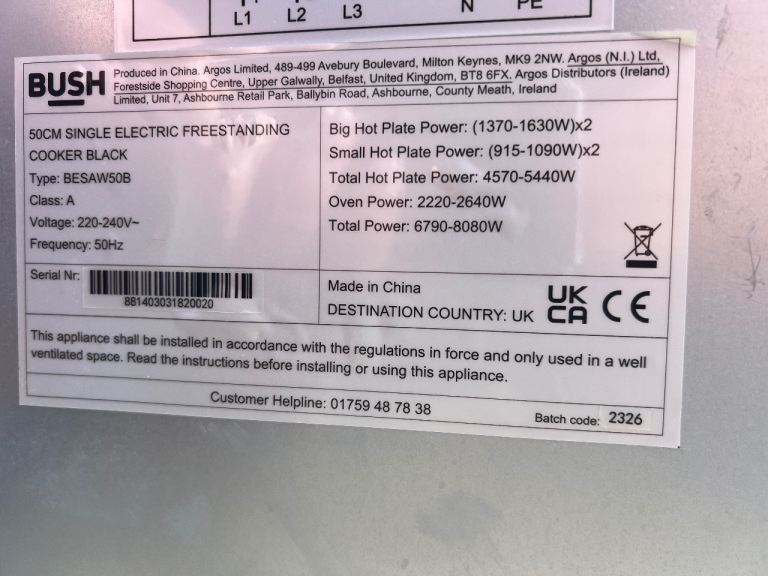 L1 L2 L3 N PE
BUSH
Produced in China. Argos Limited, 489-499 Avebury Boulevard, Milton Keynes, MK9 2NW. Argos (N.I.) Ltd,
Forestside Shopping Centre, Upper Galwally, Belfast, United Kingdom, BT8 6FX. Argos Distributors (Ireland)
Limited, Unit 7, Ashbourne Retail Park, Ballybin Road, Ashbourne, County Meath, Ireland
50CM SINGLE ELECTRIC FREESTANDING
COOKER BLACK
Type: BESAW50B
Class: A
Voltage: 220-240V~
Frequency: 50Hz
Big Hot Plate Power: (1370-1630W)x2
Small Hot Plate Power: (915-1090W)x2
Total Hot Plate Power: 4570-5440W
Oven Power: 2220-2640W
Total Power: 6790-8080W
Serial Nr:
881403031820020
Made in China
DESTINATION COUNTRY: UK
UK
CA
CE
This appliance shall be installed in accordance with the regulations in force and only used in a well
ventilated space. Read the instructions before installing or using this appliance.
Customer Helpline: 01759 48 78 38
Batch code: 2326